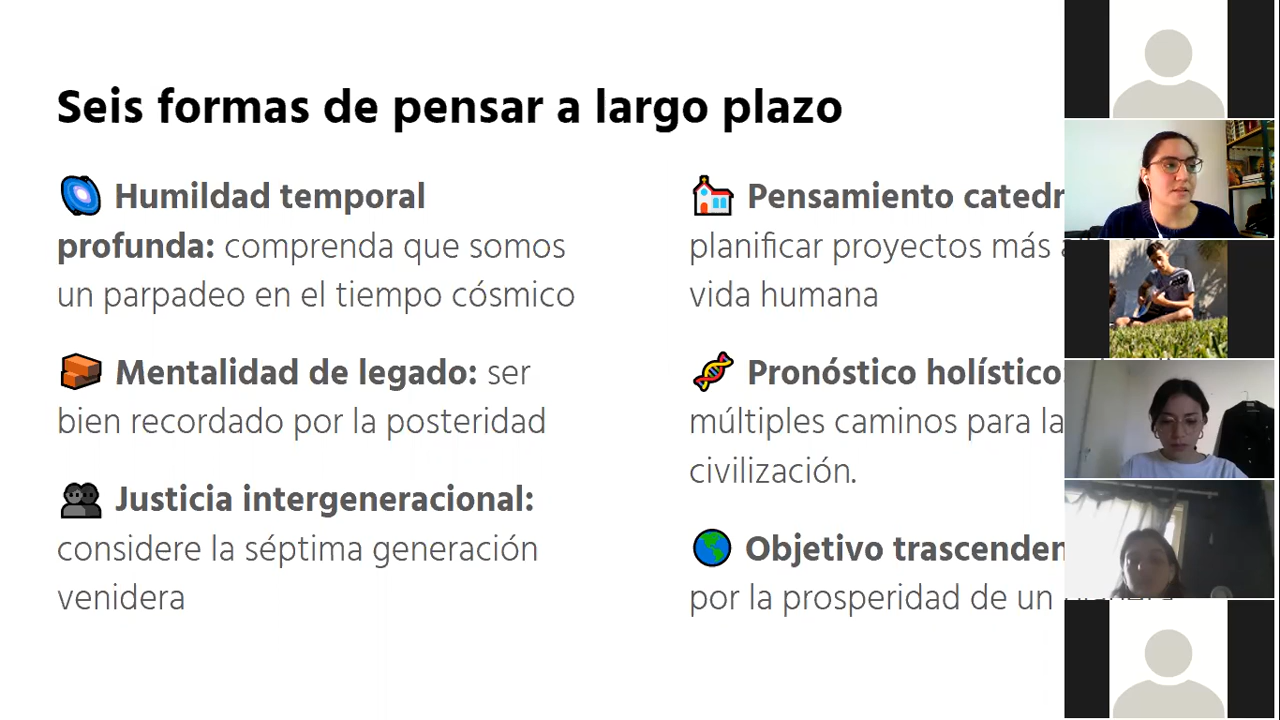 Seis formas de pensar a largo plazo
Humildad temporal
profunda: comprenda que somos
un parpadeo en el tiempo cósmico
Mentalidad de legado: ser
bien recordado por la posteridad
Justicia intergeneracional:
considere la séptima generación
venidera
Pensamiento catedr
planificar proyectos más
vida humana
Pronóstico holístico:
múltiples caminos para la
civilización.
Objetivo trascenden
por la prosperidad de un